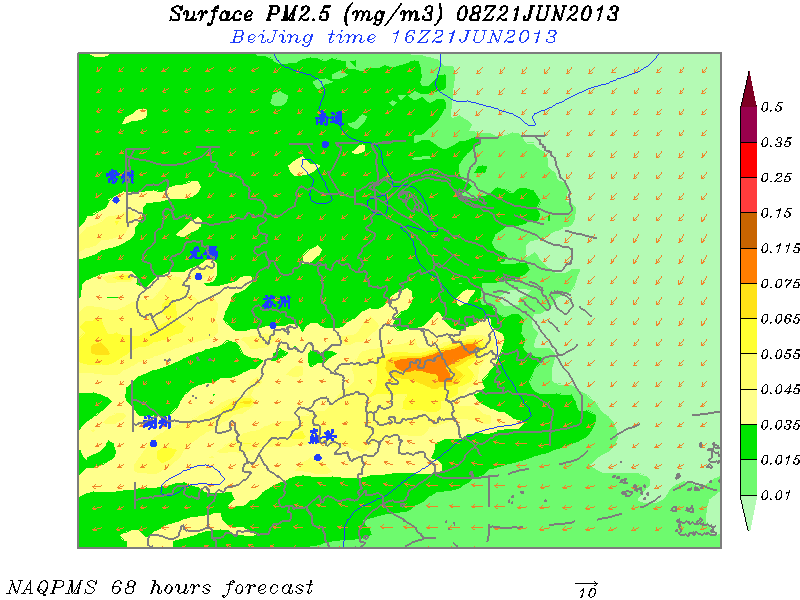 Surface PM2.5 (mg/m3) 08Z21JUN2013
BeiJing time 16Z21JUN2013
南通
常州
无锡
苏州
湖州
嘉兴
0.5
0.35
0.25
0.15
0.115
0.075
0.065
0.055
0.045
0.035
0.015
0.01
NAQPMS 68 hours forecast
10